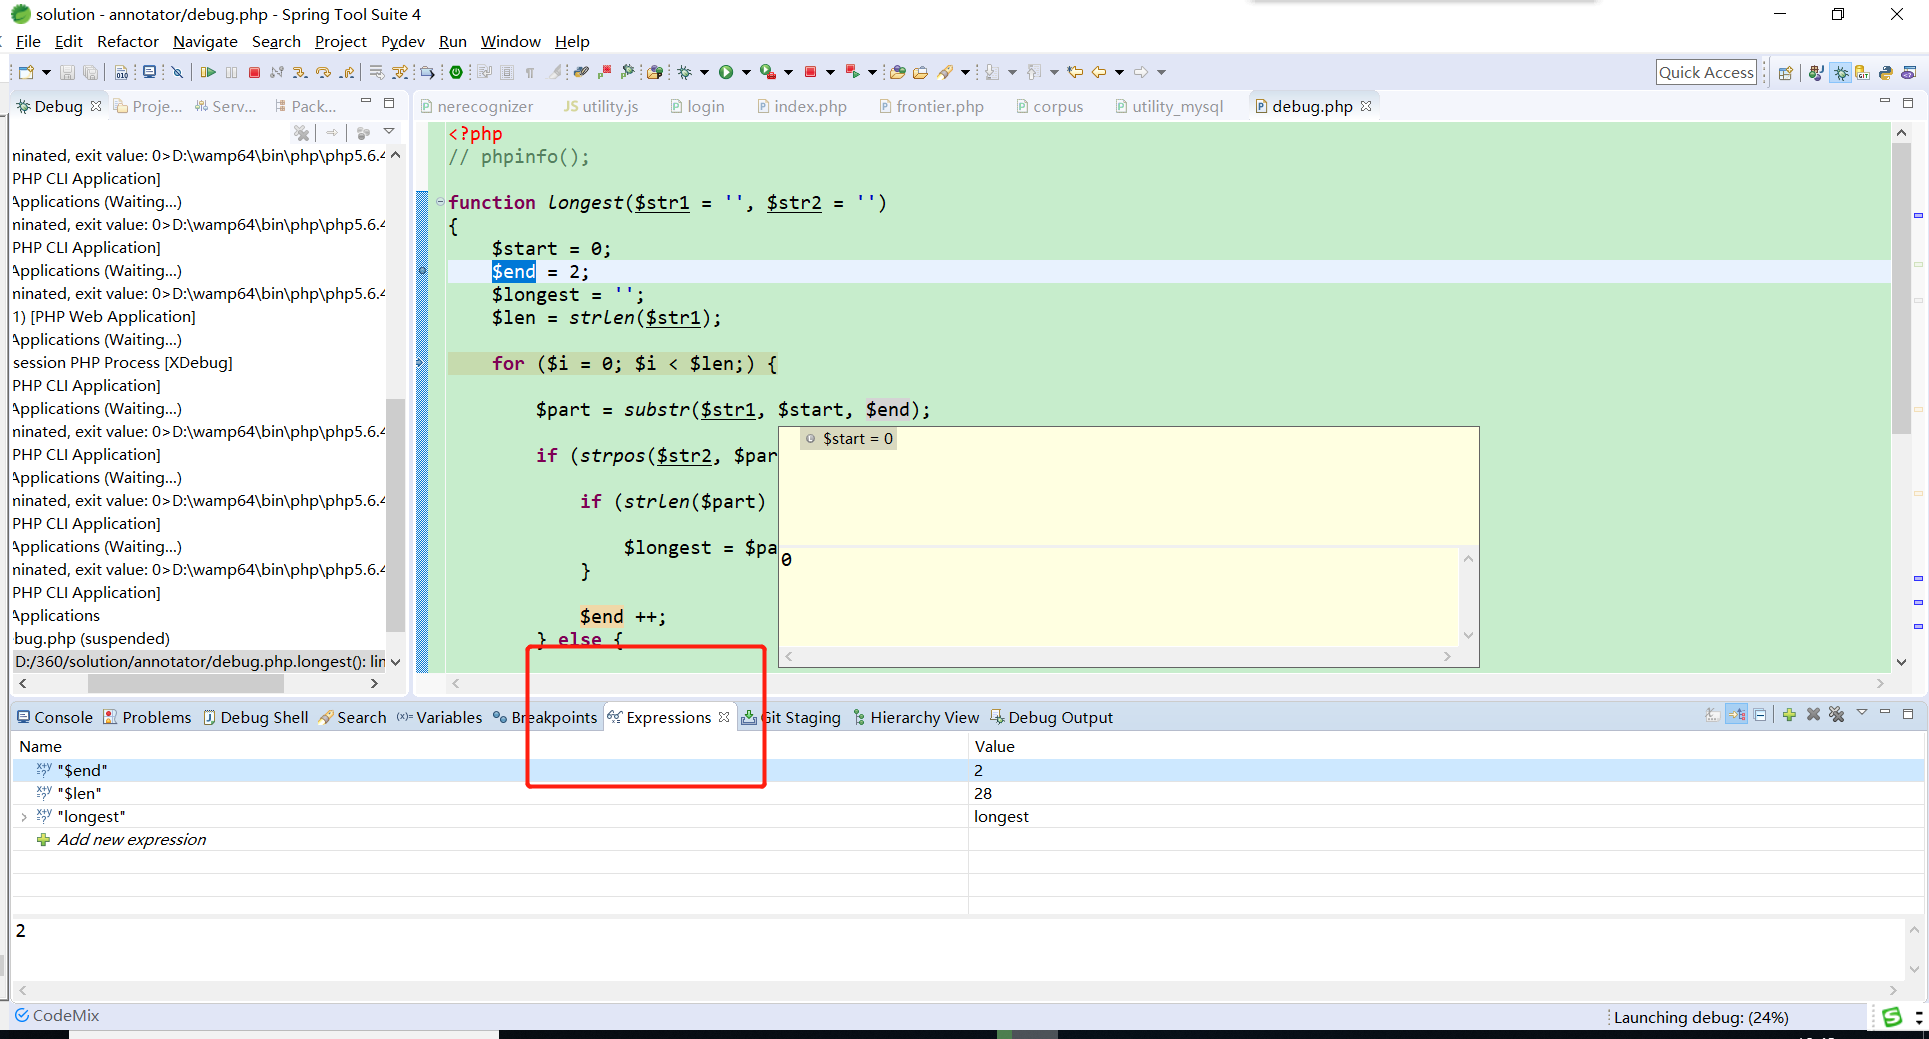 solution - annotator/debug.php - Spring Tool Suite 4
File Edit Refactor Navigate Search Project Pydev Run Window Help
Quick Access
Debug Proje... Serv... Pack...
nerecognizer utility.js login index.php frontier.php corpus utility_mysql debug.php
ninated, exit value: 0>D:\wamp64\bin\php\php5.6.4
PHP CLI Application]
Applications (Waiting...)
ninated, exit value: 0>D:\wamp64\bin\php\php5.6.4
PHP CLI Application]
Applications (Waiting...)
ninated, exit value: 0>D:\wamp64\bin\php\php5.6.4
1) [PHP Web Application]
Applications (Waiting...)
session PHP Process [XDebug]
PHP CLI Application]
Applications (Waiting...)
ninated, exit value: 0>D:\wamp64\bin\php\php5.6.4
PHP CLI Application]
Applications (Waiting...)
ninated, exit value: 0>D:\wamp64\bin\php\php5.6.4
PHP CLI Application]
Applications (Waiting...)
ninated, exit value: 0>D:\wamp64\bin\php\php5.6.4
PHP CLI Application]
Applications
bug.php (suspended)
D:/360/solution/annotator/debug.php.longest(): lin
<?php
// phpinfo();
function longest($str1 = '', $str2 = '')
{
$start = 0;
$end = 2;
$longest = '';
$len = strlen($str1);
for ($i = 0; $i < $len;) {
$part = substr($str1, $start, $end);
if (strpos($str2, $par
if (strlen($part)
$longest = $pa
}
$end ++;
} else {
$start = 0
0
Console Problems Debug Shell Search Variables Breakpoints Expressions Git Staging Hierarchy View Debug Output
Name Value
"$end" 2
"$len" 28
"longest" longest
Add new expression
2
CodeMix
Launching debug: (24%)